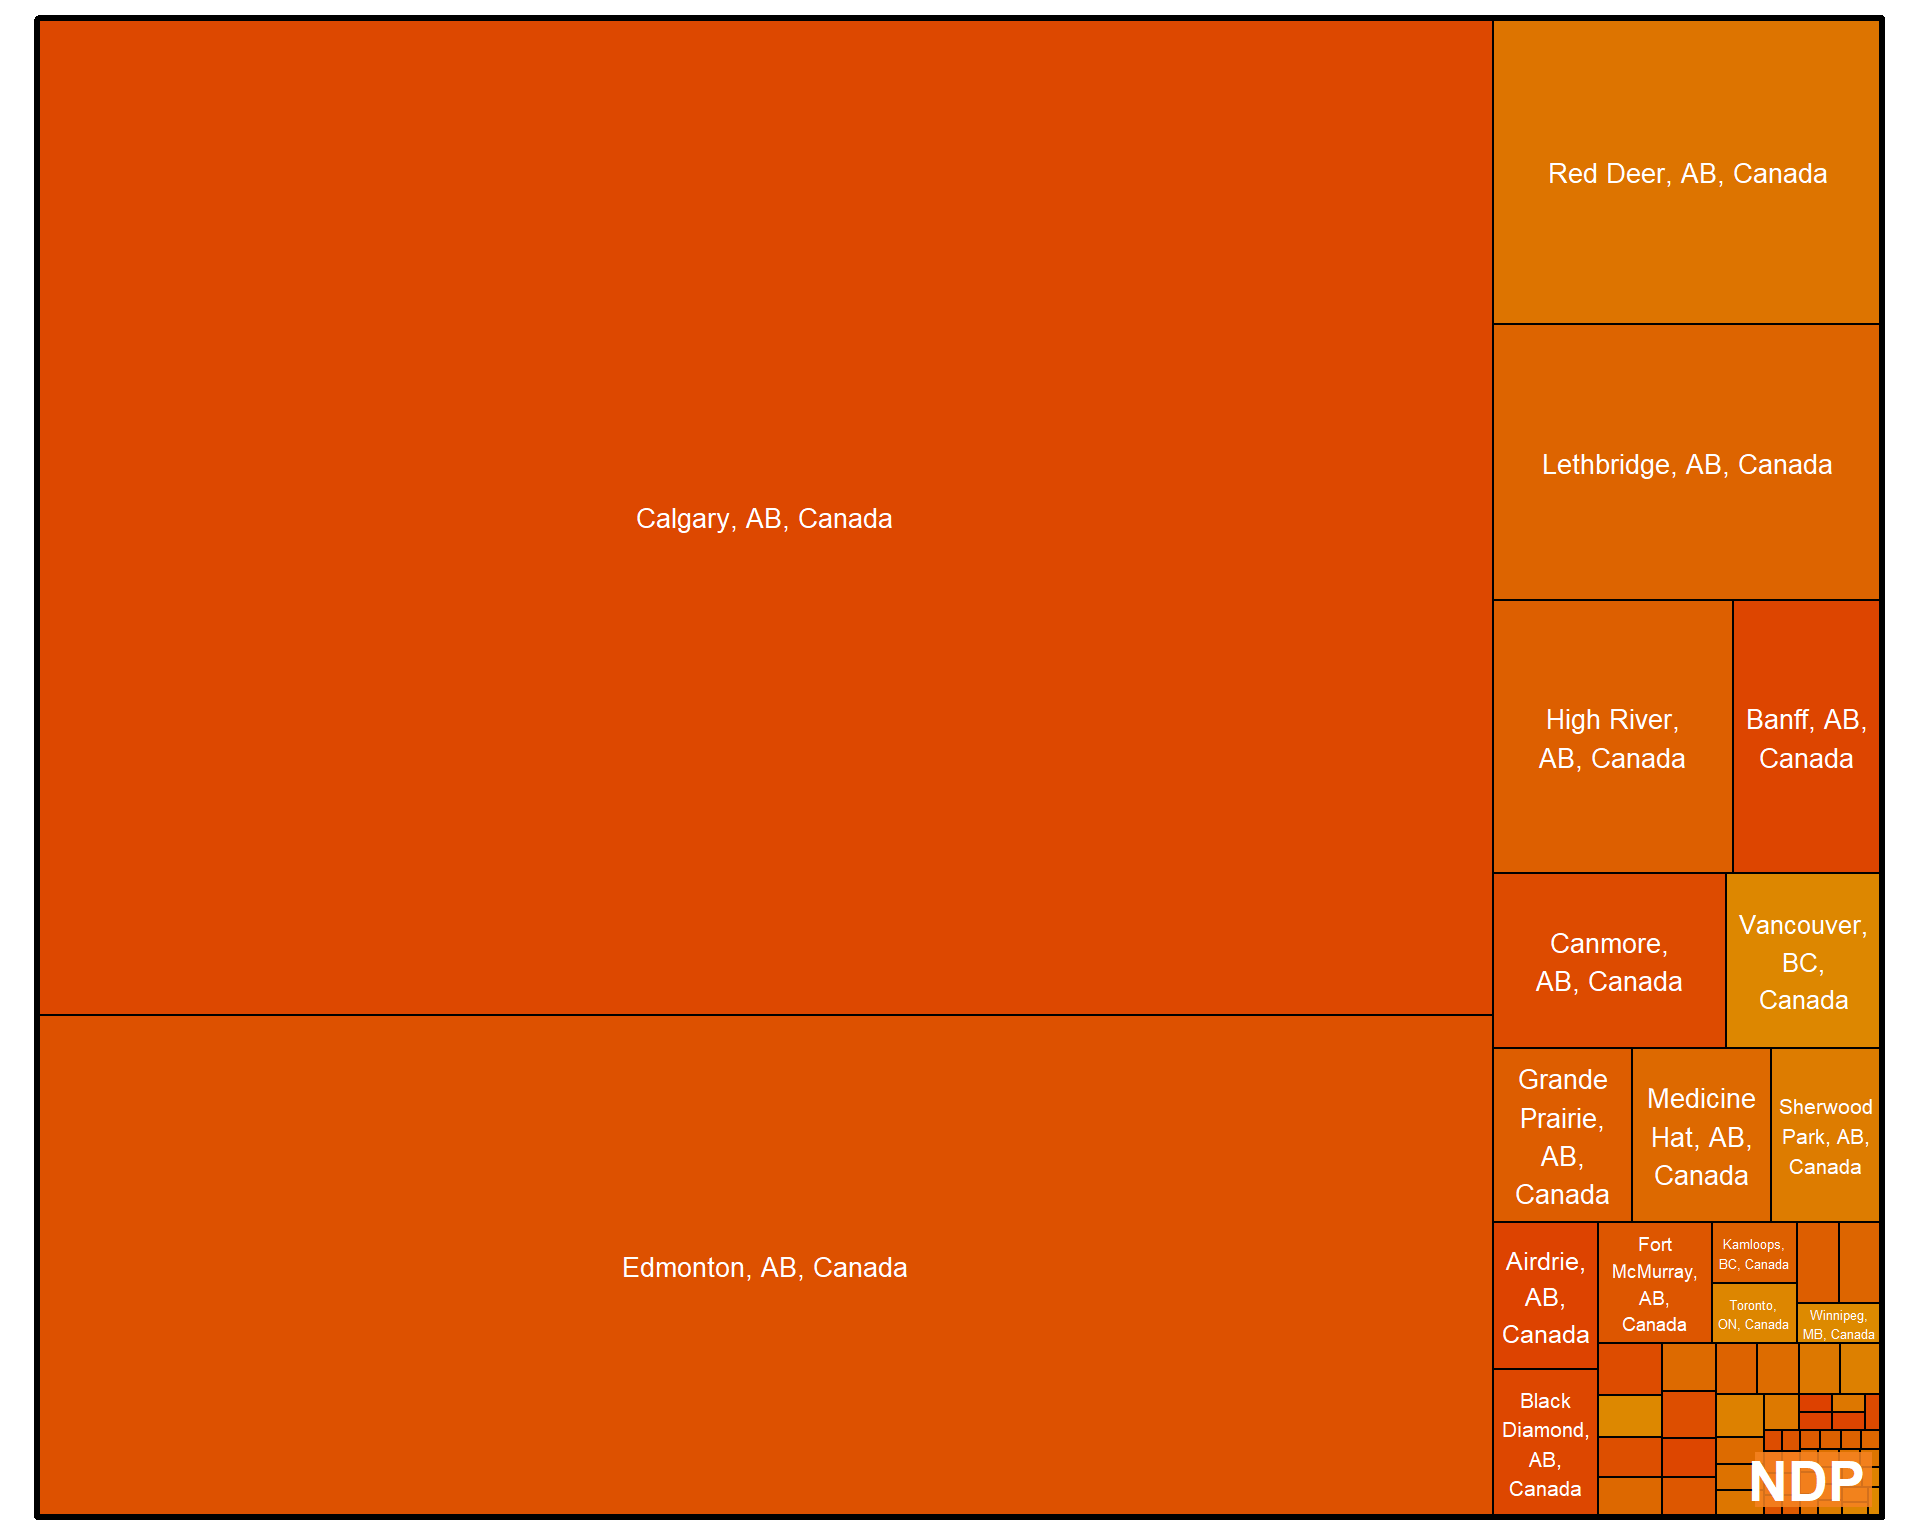 Calgary, AB, Canada
Edmonton, AB, Canada
Red Deer, AB, Canada
Lethbridge, AB, Canada
High River,
AB, Canada
Banff, AB,
Canada
Canmore,
AB, Canada
Vancouver,
BC,
Canada
Grande
Prairie,
AB,
Canada
Medicine
Hat, AB,
Canada
Sherwood
Park, AB,
Canada
Airdrie,
AB,
Canada
Black
Diamond,
AB,
Canada
Fort
McMurray,
AB,
Canada
Kamloops,
BC, Canada
Toronto,
ON, Canada
Winnipeg,
MB, Canada
NDP